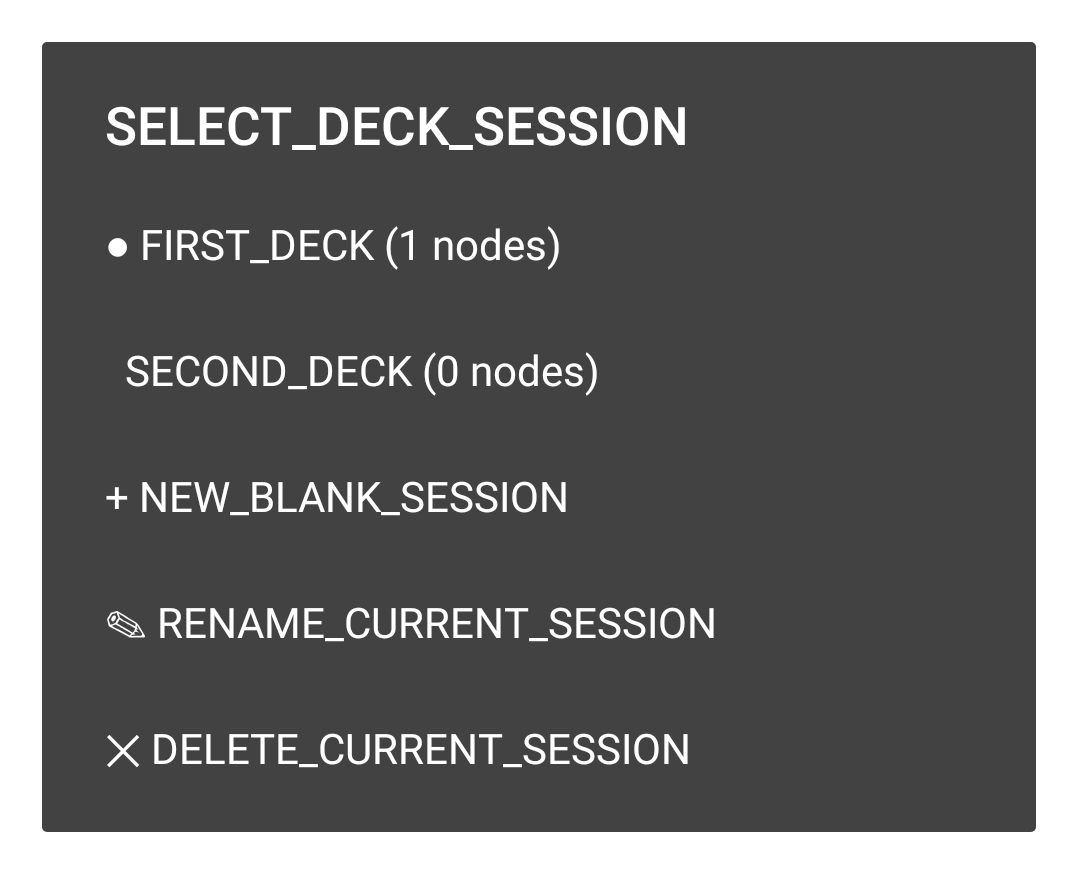 SELECT_DECK_SESSION
● FIRST_DECK (1 nodes)
SECOND_DECK (0 nodes)
+ NEW_BLANK_SESSION
✎ RENAME_CURRENT_SESSION
✕ DELETE_CURRENT_SESSION